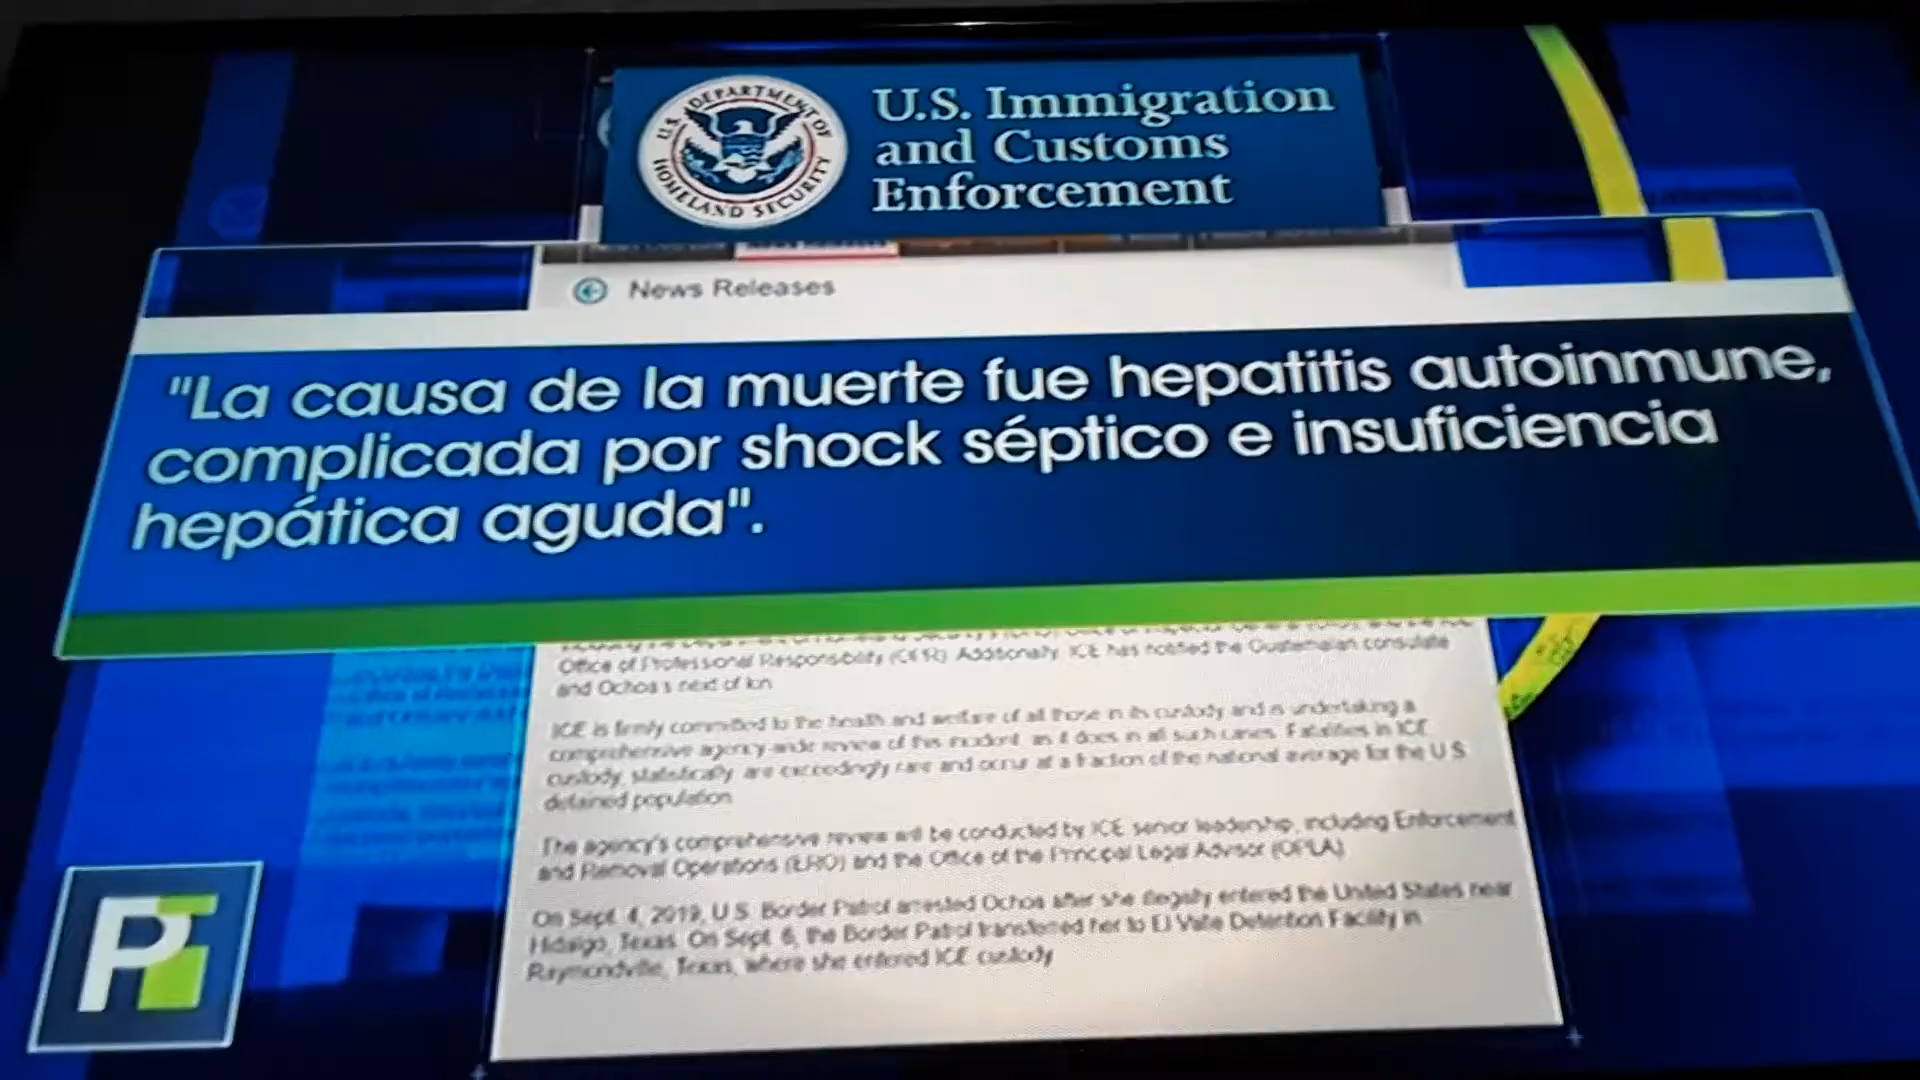 U.S. DEPARTMENT OF HOMELAND SECURITY
U.S. Immigration
and Customs
Enforcement
News Releases
"La causa de la muerte fue hepatitis autoinmune,
complicada por shock séptico e insuficiencia
hepática aguda".
Office of Professional Responsibility (OPR). Additionally, ICE has notified the Guatemalan consulate
and Ochoa's next of kin.
ICE is firmly committed to the health and welfare of all those in its custody and is undertaking a
comprehensive agency-wide review of this incident, as it does in all such cases. Fatalities in ICE
custody, statistically, are exceedingly rare and occur at a fraction of the national average for the U.S.
detained population.
The agency's comprehensive review will be conducted by ICE senior leadership, including Enforcement
and Removal Operations (ERO) and the Office of the Principal Legal Advisor (OPLA).
On Sept. 4, 2019, U.S. Border Patrol arrested Ochoa after she illegally entered the United States near
Hidalgo, Texas. On Sept. 6, the Border Patrol transferred her to El Valle Detention Facility in
Raymondville, Texas, where she entered ICE custody.